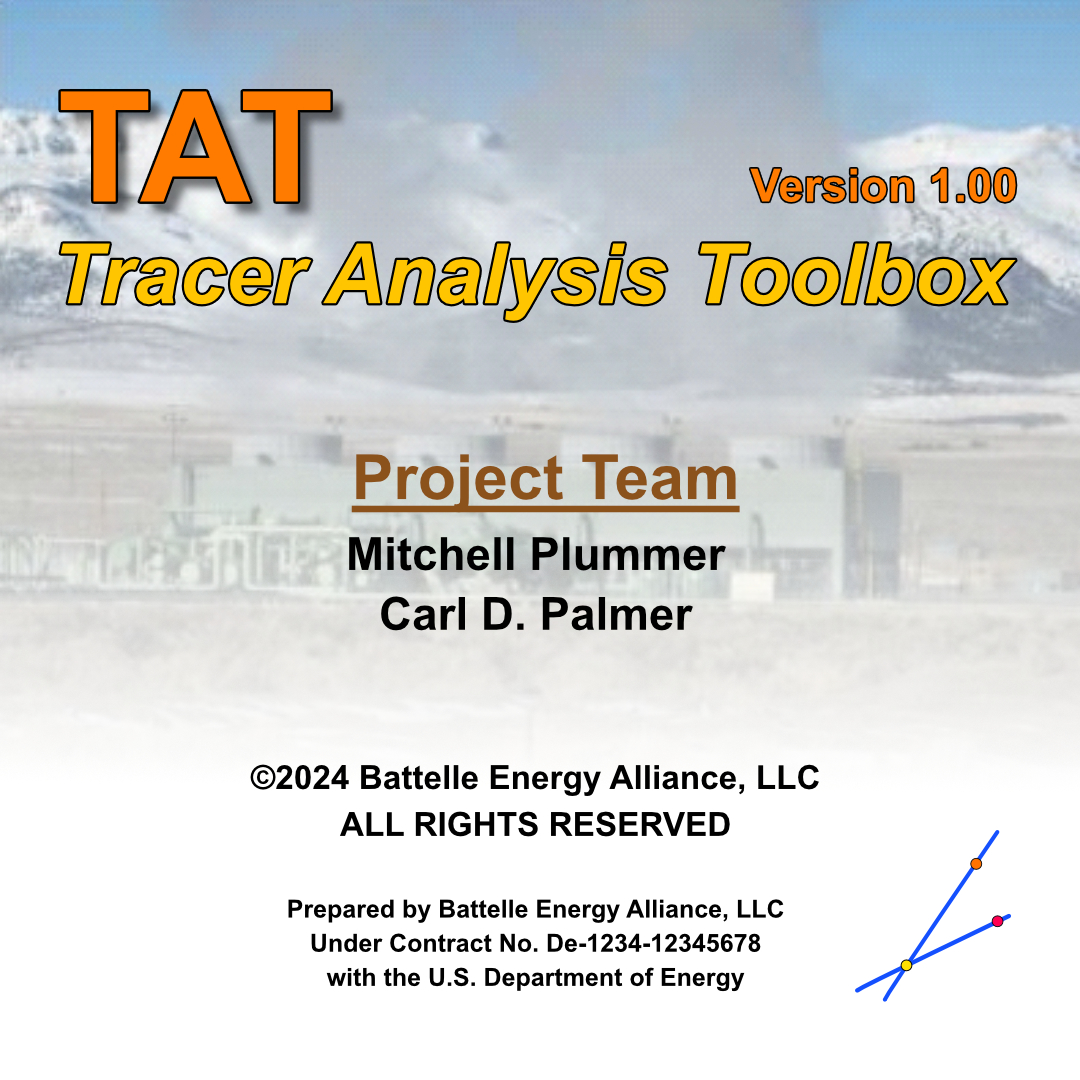 TAT
Version 1.00
Tracer Analysis Toolbox
Project Team
Mitchell Plummer
Carl D. Palmer
©2024 Battelle Energy Alliance, LLC
ALL RIGHTS RESERVED
Prepared by Battelle Energy Alliance, LLC
Under Contract No. De-1234-12345678
with the U.S. Department of Energy